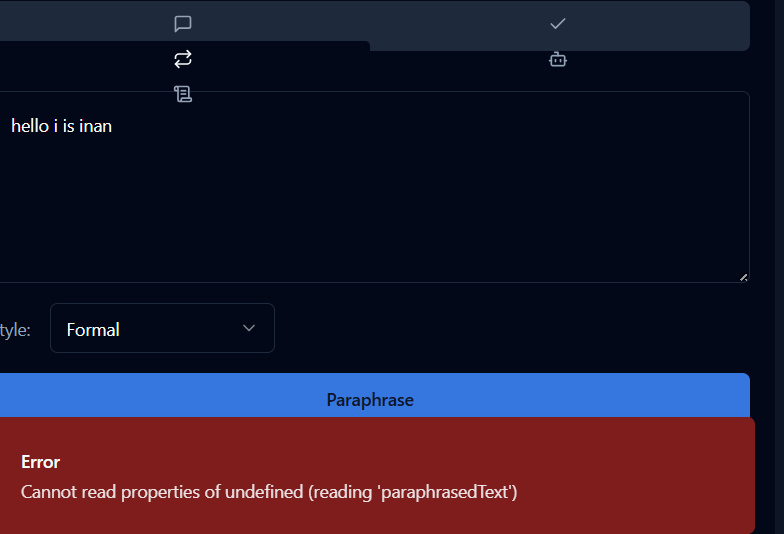 hello i is inan
tyle:
Formal
Paraphrase
Error
Cannot read properties of undefined (reading 'paraphrasedText')